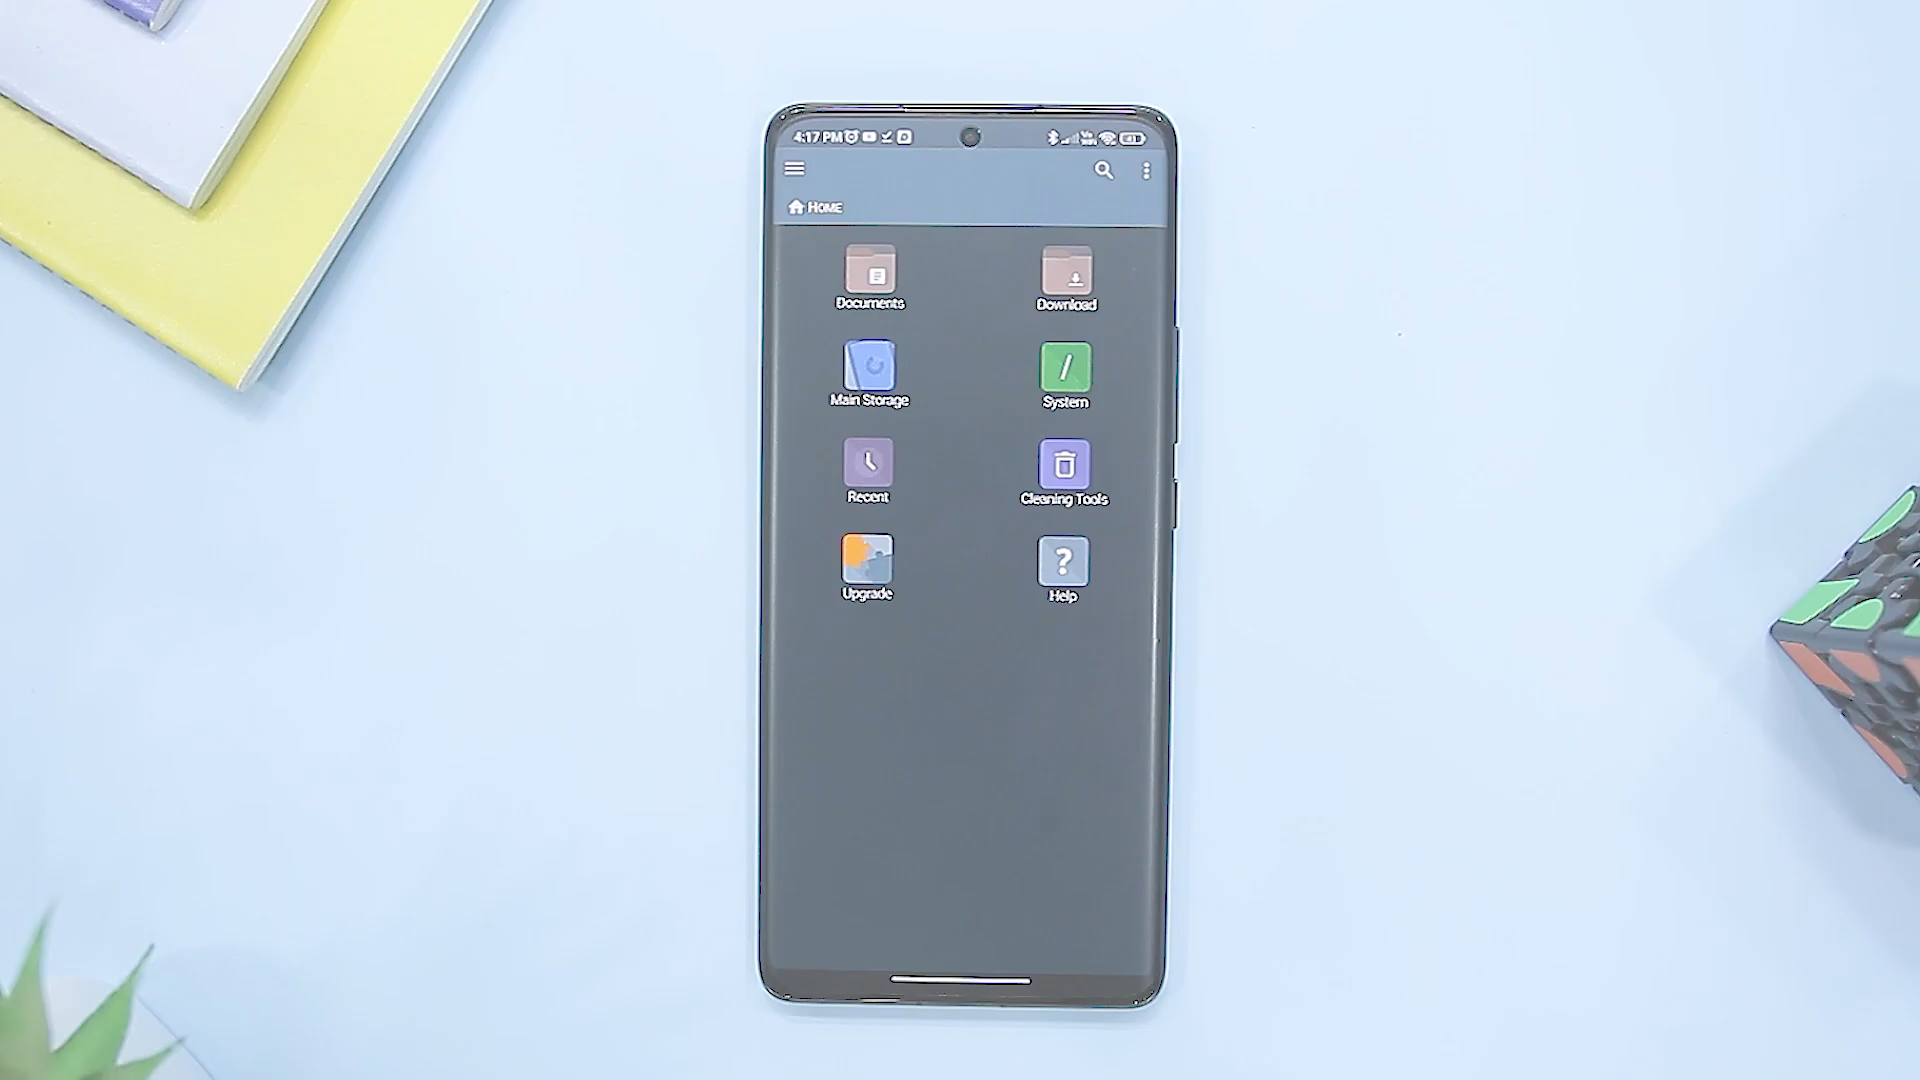 4:17 PM
HOME
Documents
Download
Main Storage
System
Recent
Cleaning Tools
Upgrade
Help